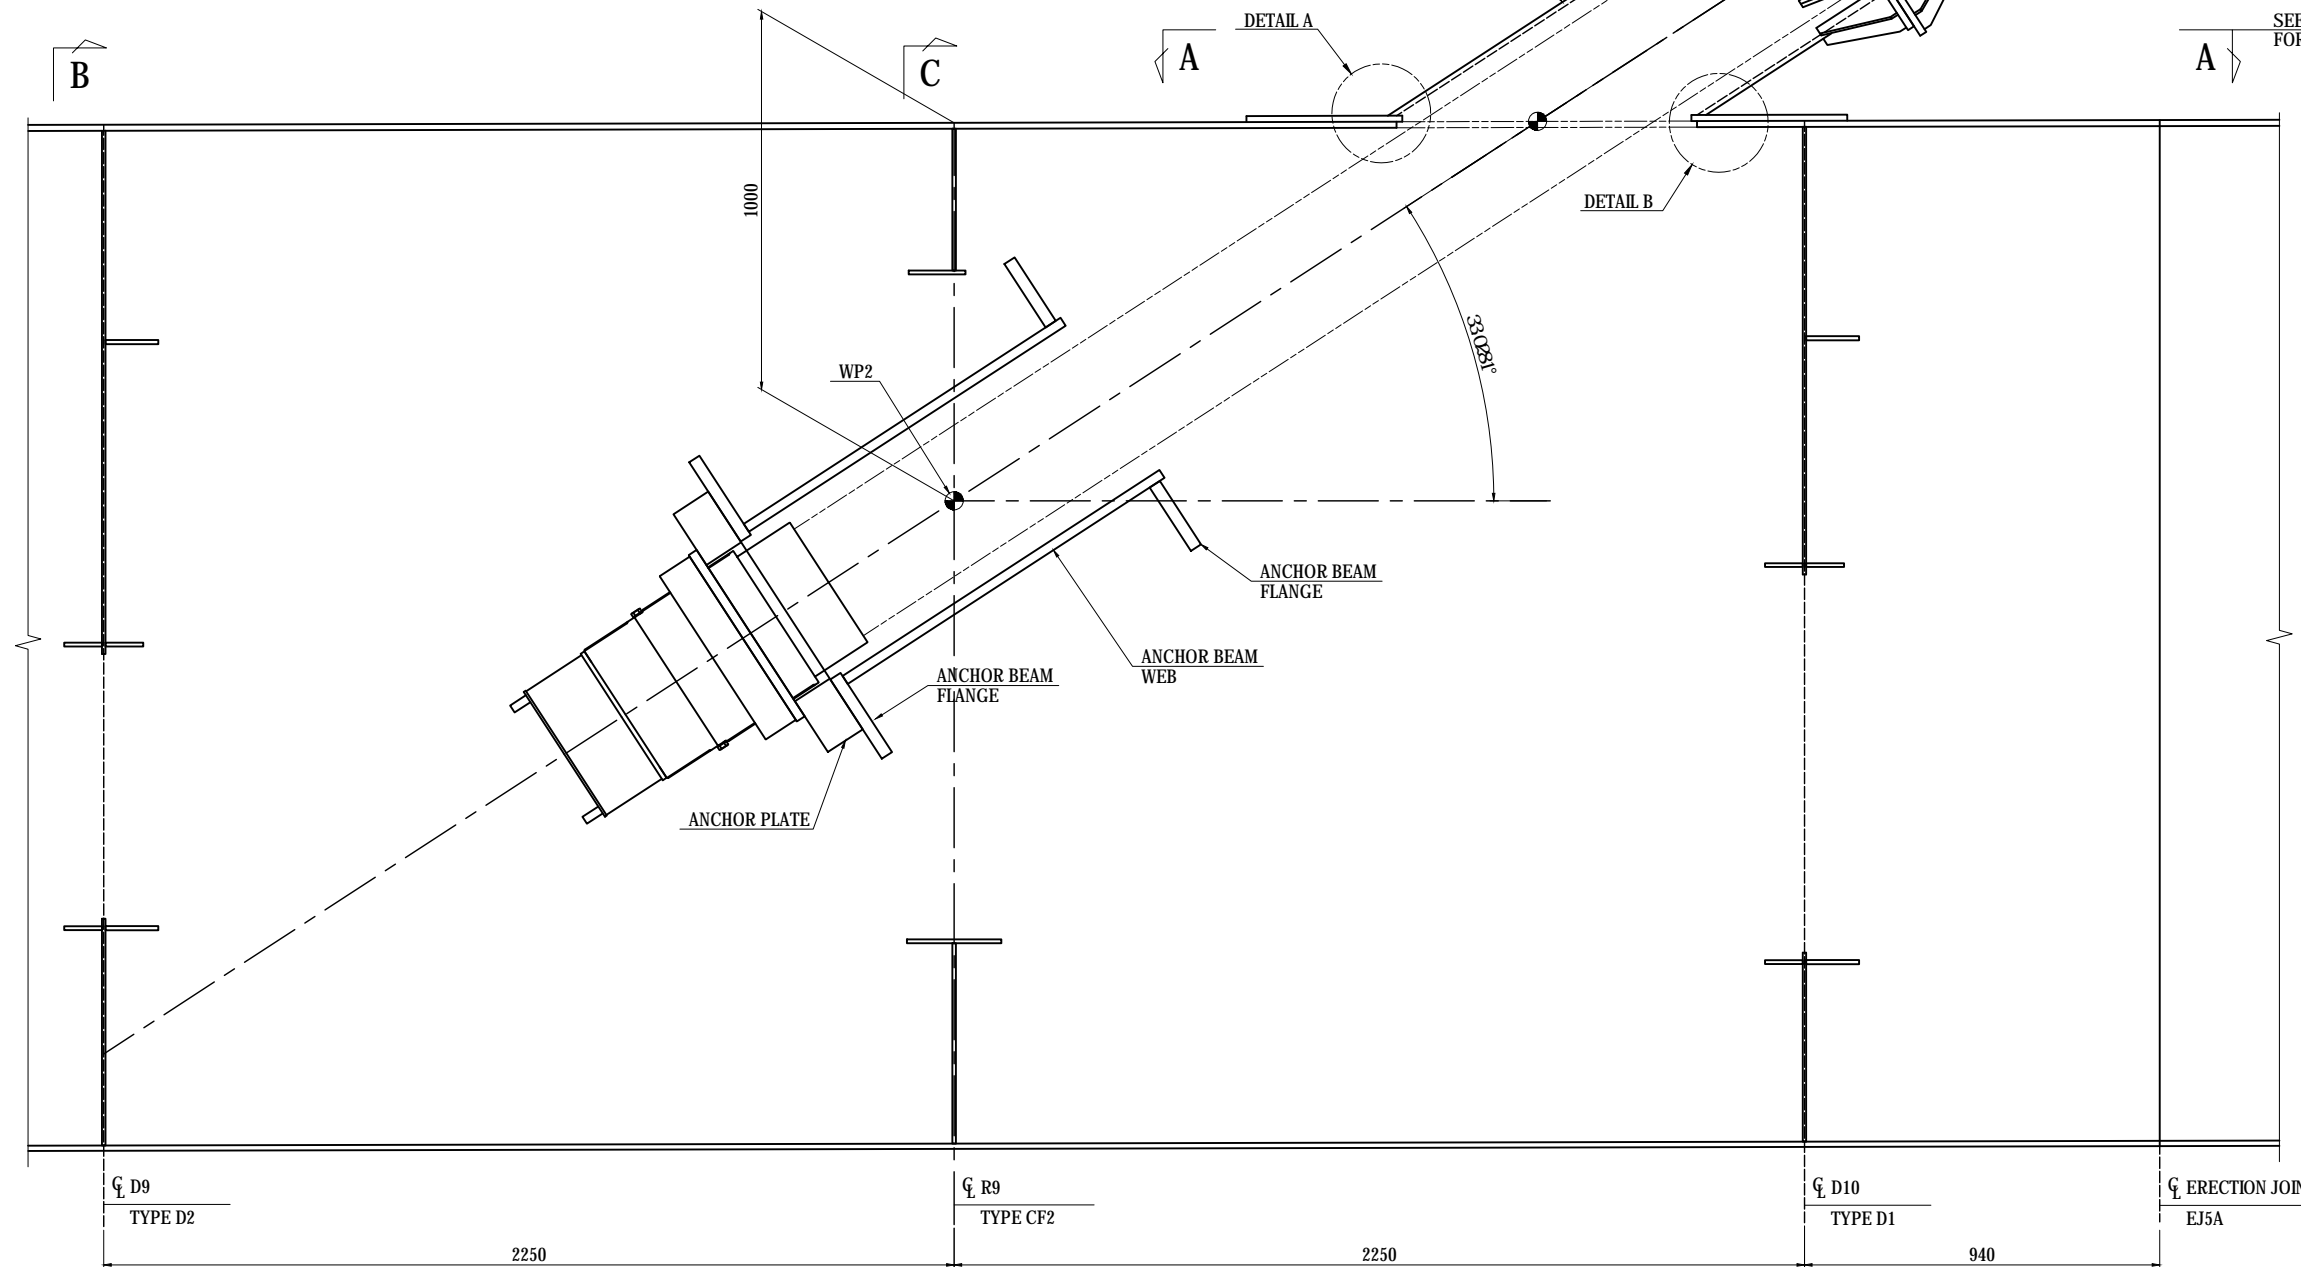 DETAIL A
SEE
FOR
B
C
A
A
1000
DETAIL B
WP2
ANCHOR BEAM
FLANGE
ANCHOR BEAM
WEB
ANCHOR BEAM
FLANGE
ANCHOR PLATE
℄ D9
TYPE D2
℄ R9
TYPE CF2
℄ D10
TYPE D1
℄ ERECTION JOIN
EJ5A
2250
2250
940